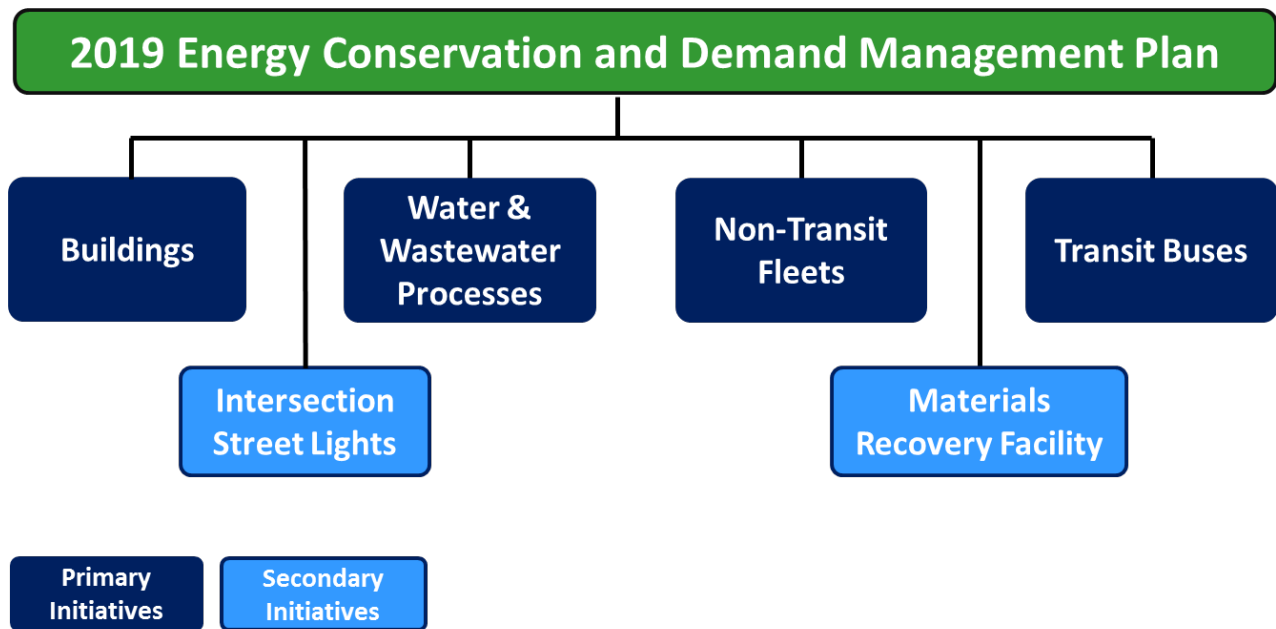 2019 Energy Conservation and Demand Management Plan
Buildings
Water &
Wastewater
Processes
Non-Transit
Fleets
Transit Buses
Intersection
Street Lights
Materials
Recovery Facility
Primary
Initiatives
Secondary
Initiatives